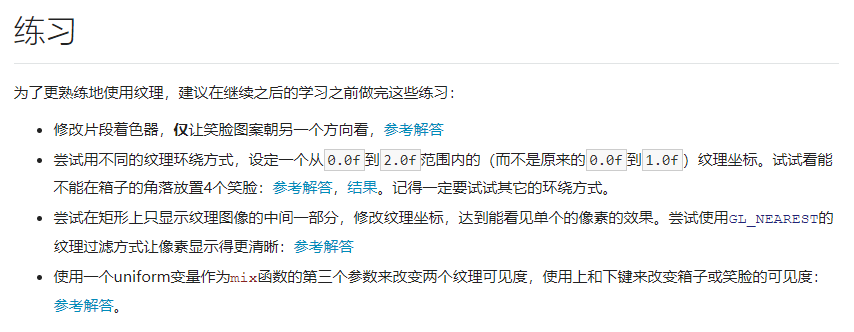 练习
为了更熟练地使用纹理，建议在继续之后的学习之前做完这些练习：
修改片段着色器，仅让笑脸图案朝另一个方向看，参考解答
尝试用不同的纹理环绕方式，设定一个从0.0f到2.0f范围内的（而不是原来的0.0f到1.0f）纹理坐标。试试看能
不能在箱子的角落放置4个笑脸：参考解答，结果。记得一定要试试其它的环绕方式。
尝试在矩形上只显示纹理图像的中间一部分，修改纹理坐标，达到能看见单个的像素的效果。尝试使用GL_NEAREST的
纹理过滤方式让像素显示得更清晰：参考解答
使用一个uniform变量作为mix函数的第三个参数来改变两个纹理可见度，使用上和下键来改变箱子或笑脸的可见度：
参考解答。